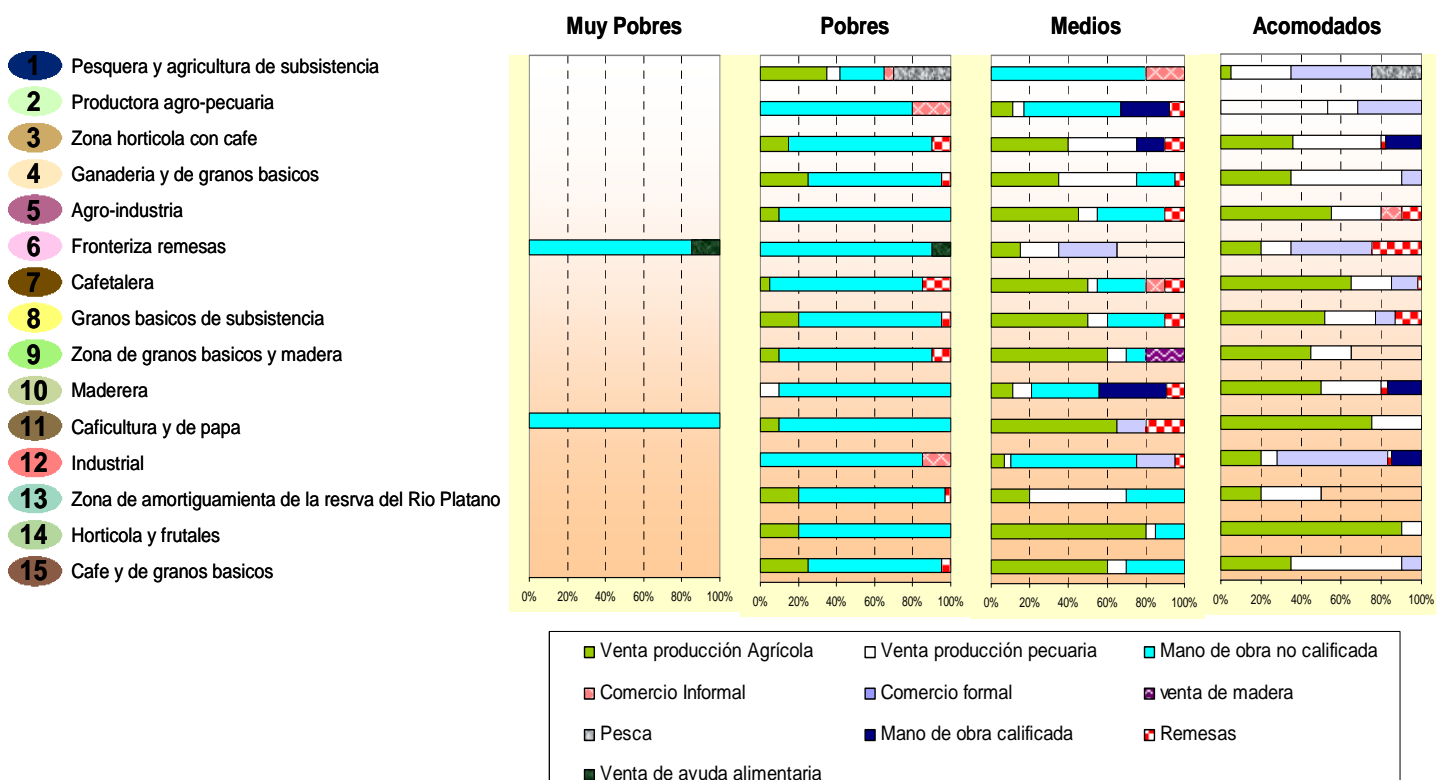 Muy Pobres
Pobres
Medios
Acomodados
1 Pesquera y agricultura de subsistencia
2 Productora agro-pecuaria
3 Zona horticola con cafe
4 Ganaderia y de granos basicos
5 Agro-industria
6 Fronteriza remesas
7 Cafetalera
8 Granos basicos de subsistencia
9 Zona de granos basicos y madera
10 Maderera
11 Caficultura y de papa
12 Industrial
13 Zona de amortiguamienta de la resrva del Rio Platano
14 Horticola y frutales
15 Cafe y de granos basicos
0% 20% 40% 60% 80% 100%
0% 20% 40% 60% 80% 100%
0% 20% 40% 60% 80% 100%
0% 20% 40% 60% 80% 100%
Venta producción Agrícola
Venta producción pecuaria
Mano de obra no calificada
Comercio Informal
Comercio formal
venta de madera
Pesca
Mano de obra calificada
Remesas
Venta de ayuda alimentaria